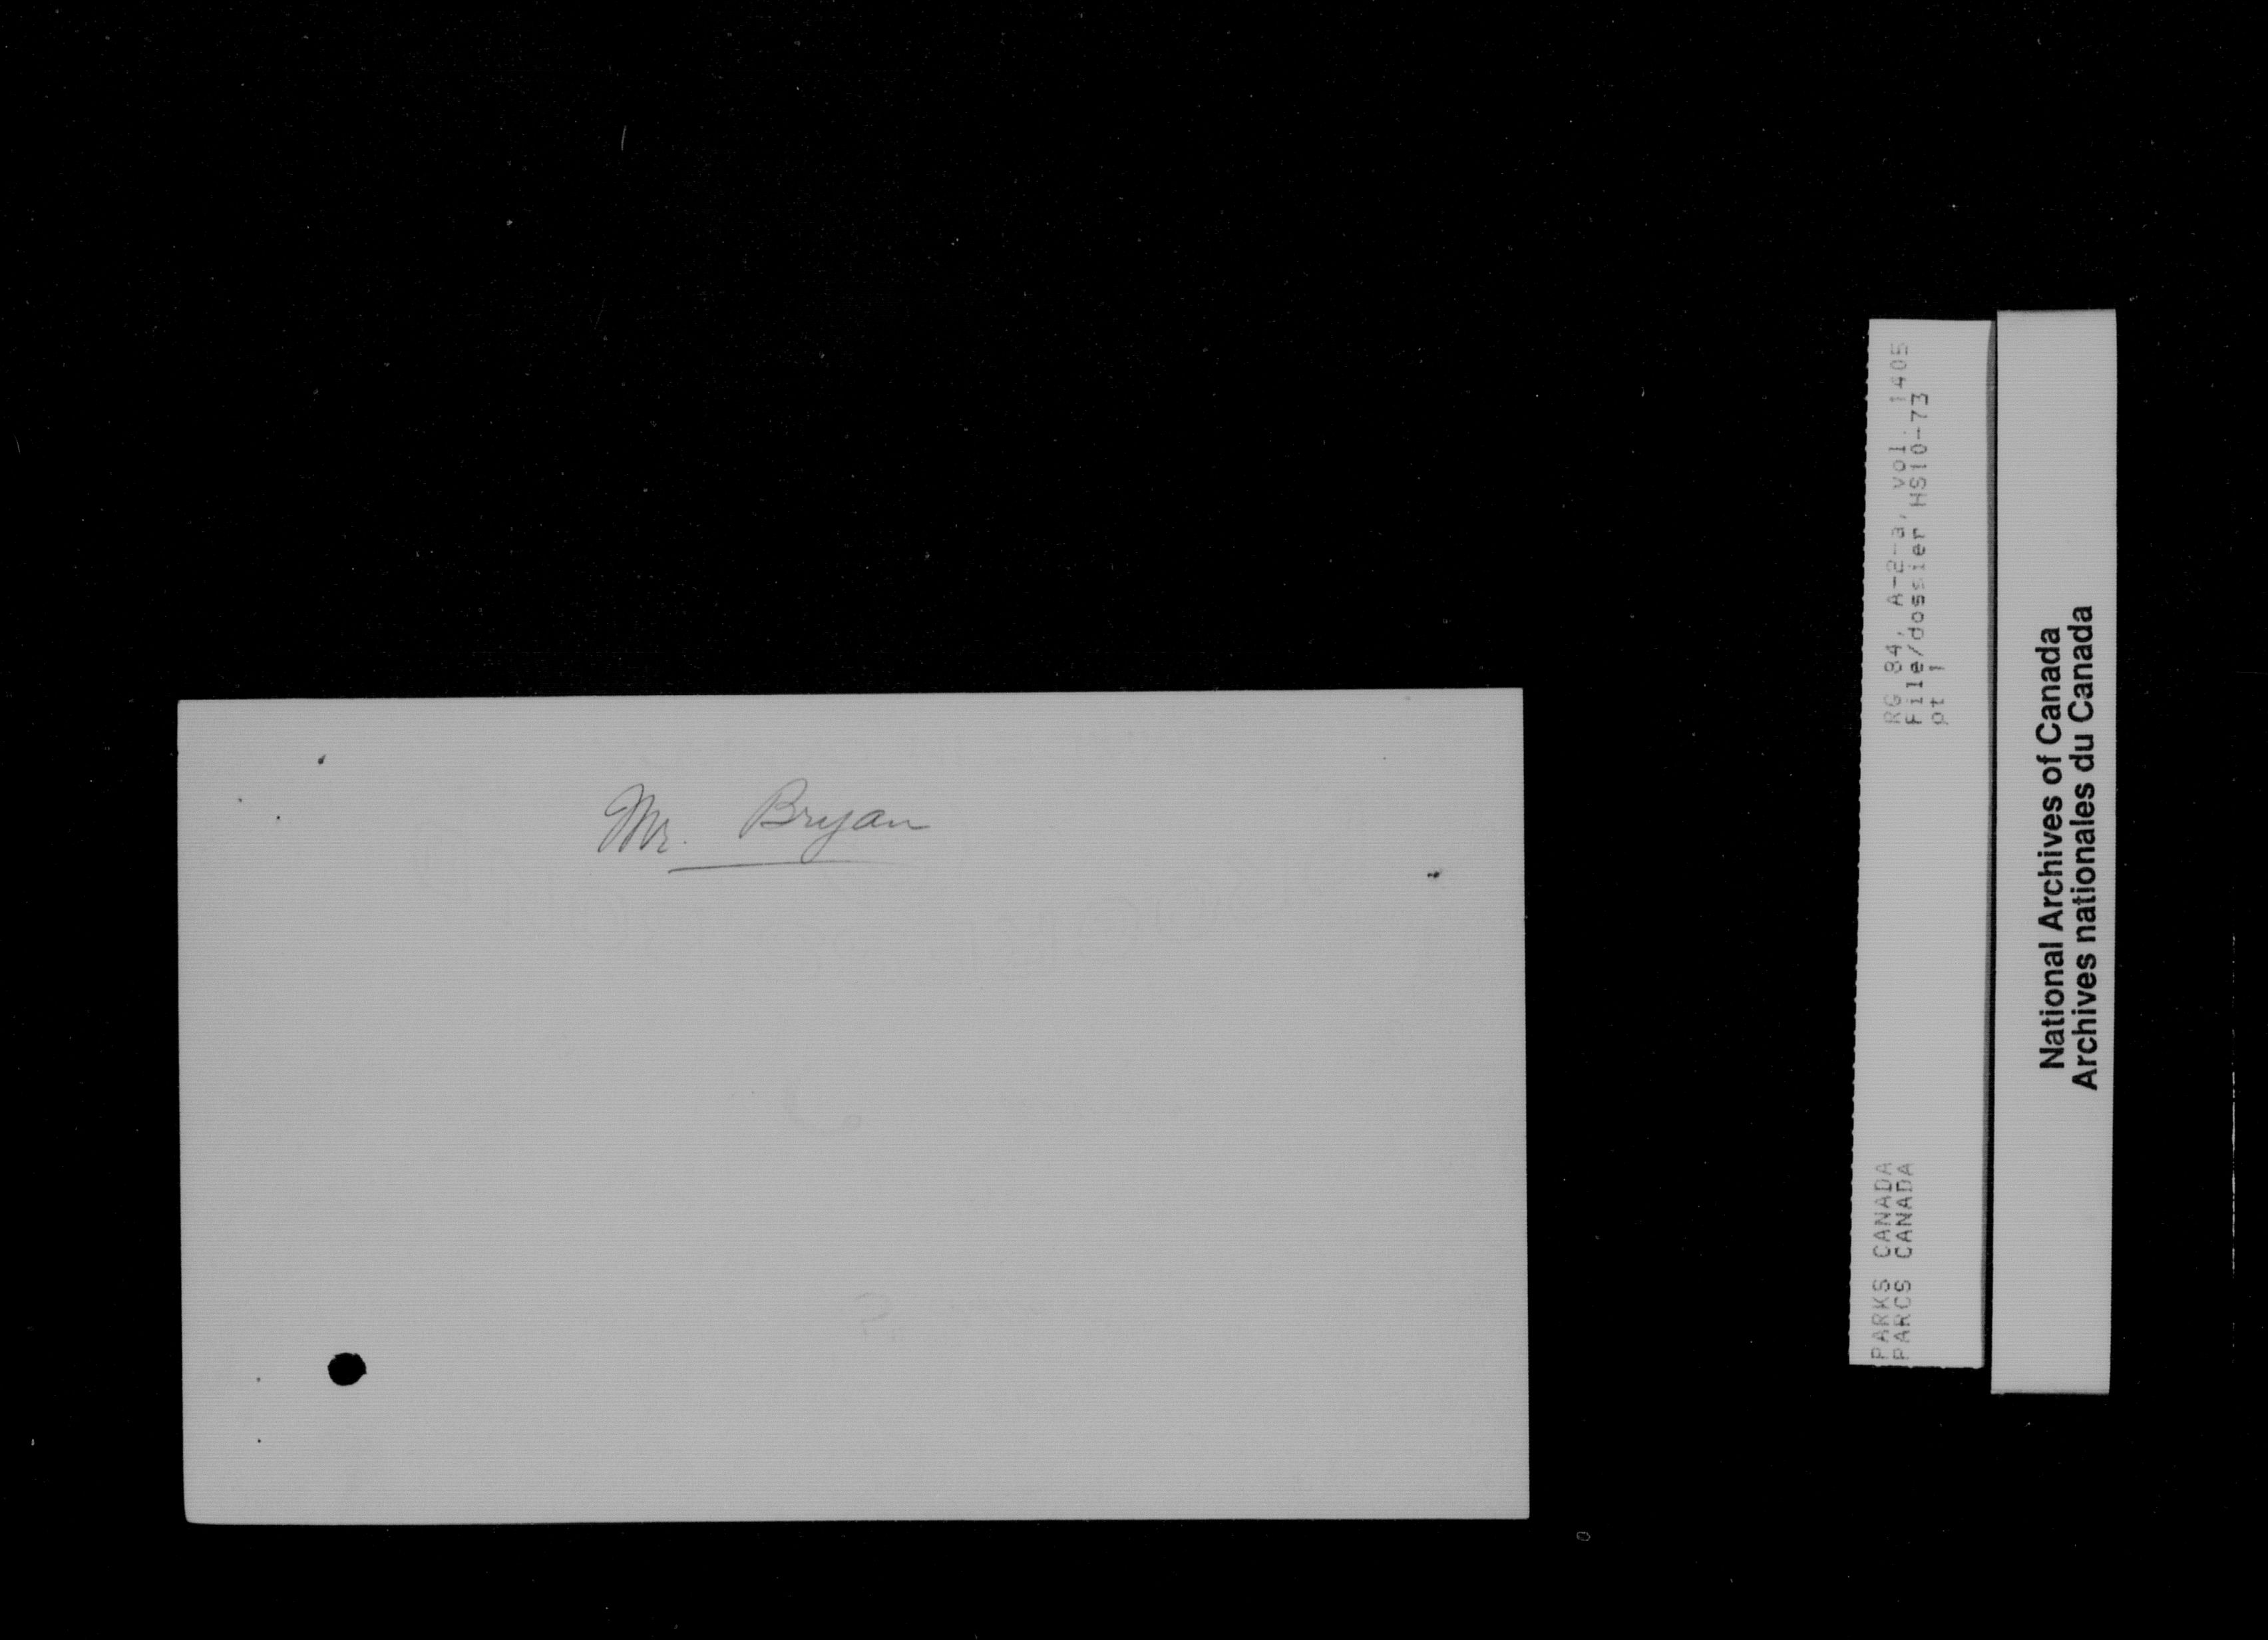 Mr. Bryan
PARKS CANADA
PARCS CANADA
RG 84, A-2-a, vol. 1405
File/dossier HS10-73
pt 1
National Archives of Canada
Archives nationales du Canada